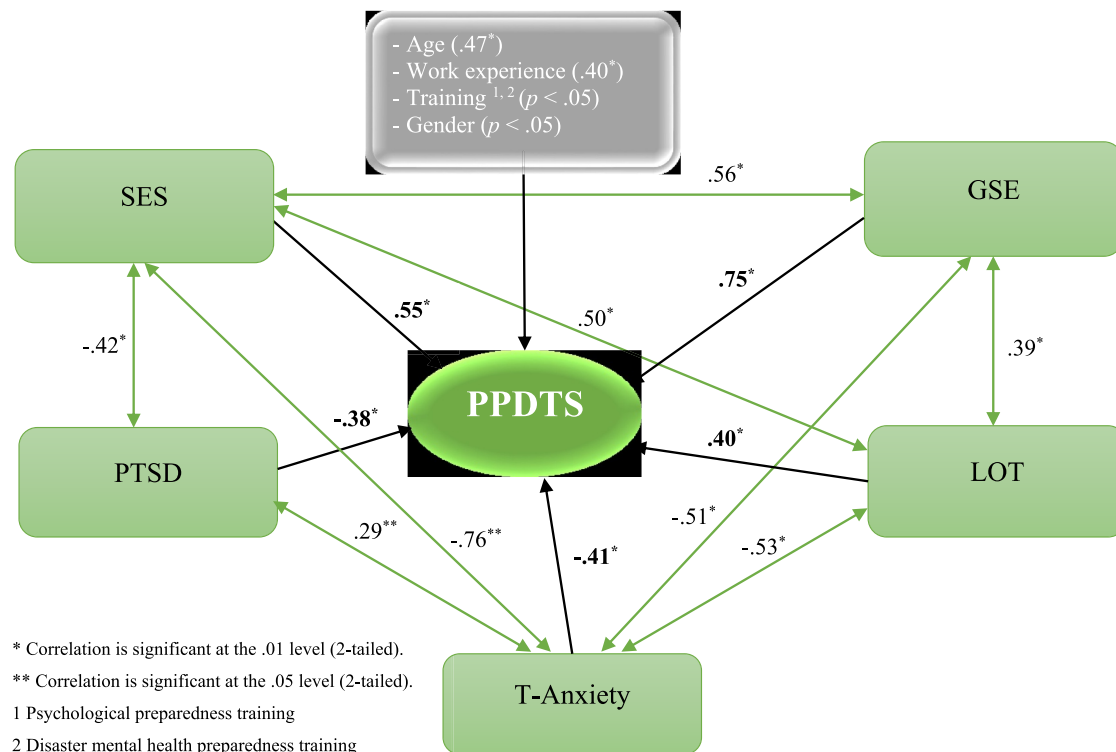 - Age (.47*)
- Work experience (.40*)
- Training 1, 2 (p < .05)
- Gender (p < .05)
SES
GSE
.56*
.55*
.75*
.50*
-.42*
.39*
PPDTS
-.38*
.40*
PTSD
LOT
.29**
-.76**
-.51*
-.53*
-.41*
* Correlation is significant at the .01 level (2-tailed).
** Correlation is significant at the .05 level (2-tailed).
T-Anxiety
1 Psychological preparedness training
2 Disaster mental health preparedness training